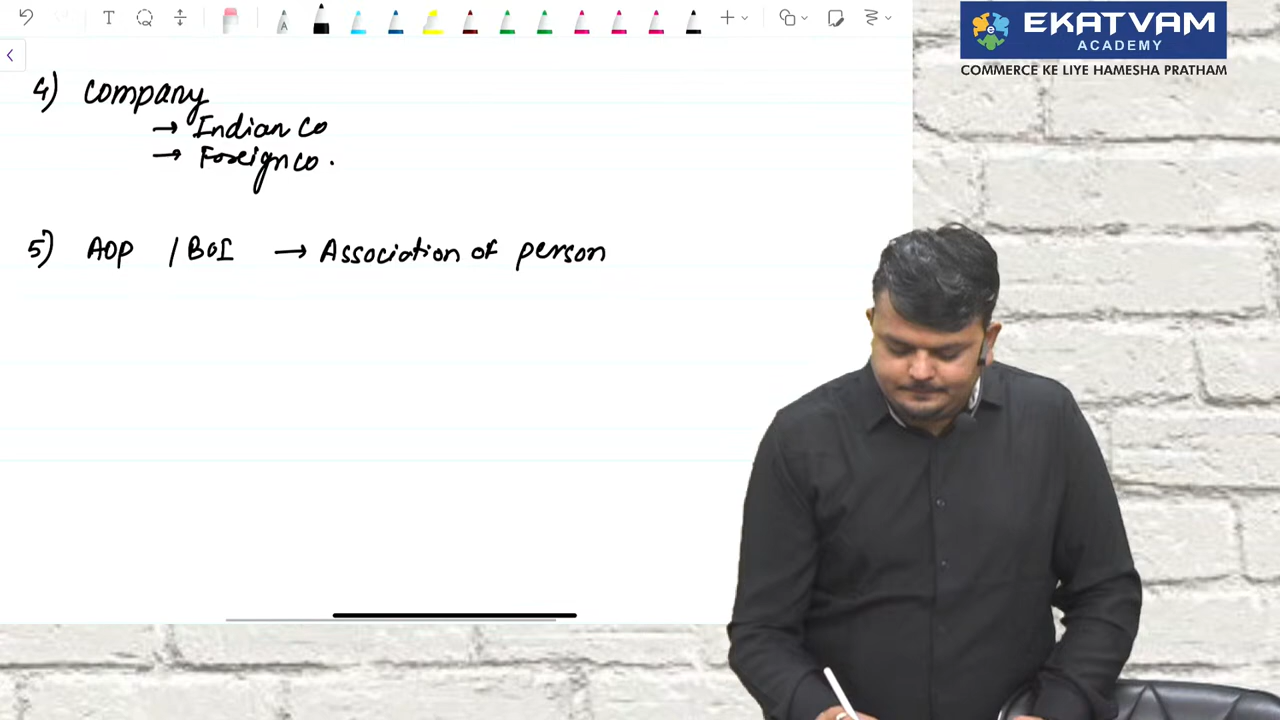 EKATVAM
ACADEMY
COMMERCE KE LIYE HAMESHA PRATHAM
4) Company
→ Indian Co
→ Foreign co.
5) AOP / BOI → Association of person